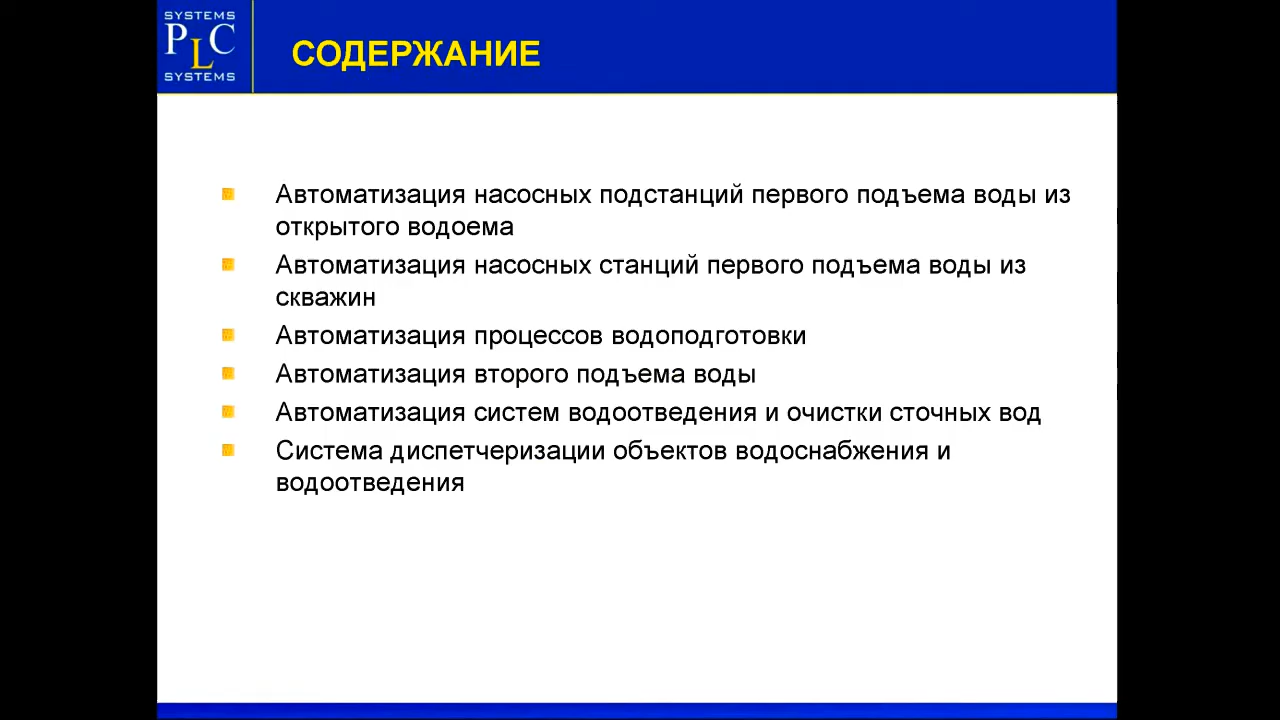 SYSTEMS
PLC
SYSTEMS
СОДЕРЖАНИЕ
Автоматизация насосных подстанций первого подъема воды из
открытого водоема
Автоматизация насосных станций первого подъема воды из
скважин
Автоматизация процессов водоподготовки
Автоматизация второго подъема воды
Автоматизация систем водоотведения и очистки сточных вод
Система диспетчеризации объектов водоснабжения и
водоотведения